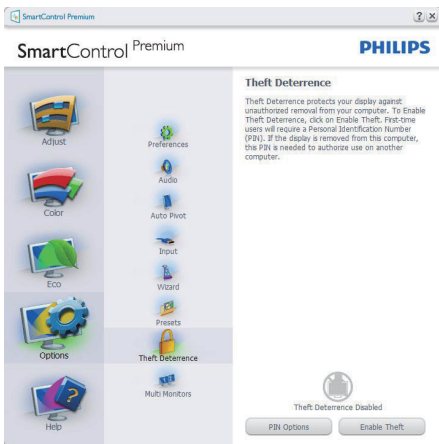 SmartControl Premium
SmartControl Premium
PHILIPS
Adjust
Color
Eco
Options
Help
Preferences
Audio
Auto Pivot
Input
Wizard
Presets
Theft Deterrence
Multi Monitors
Theft Deterrence
Theft Deterrence protects your display against
unauthorized removal from your computer. To Enable
Theft Deterrence, click on Enable Theft. First-time
users will require a Personal Identification Number
(PIN). If the display is removed from this computer,
this PIN is needed to authorize use on another
computer.
Theft Deterrence Disabled
PIN Options
Enable Theft